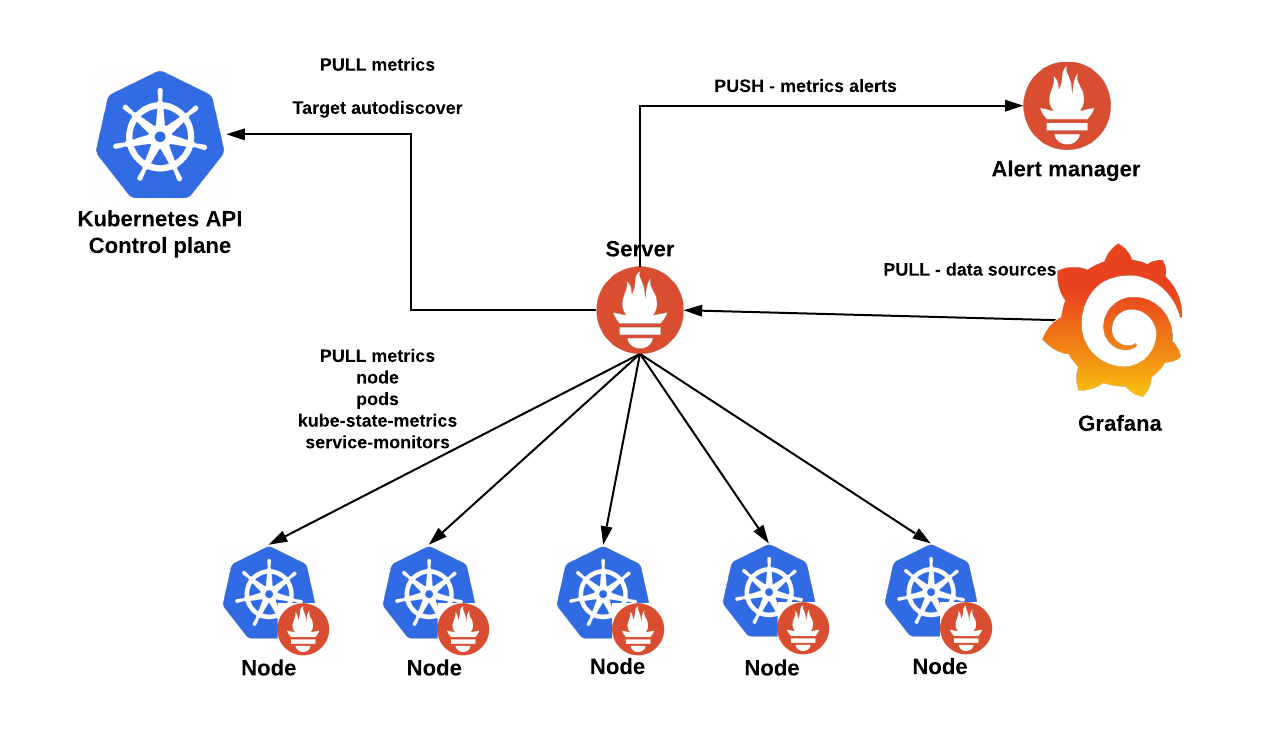 PULL metrics
Target autodiscover
PUSH - metrics alerts
Alert manager
Kubernetes API
Control plane
Server
PULL - data sources
Grafana
PULL metrics
node
pods
kube-state-metrics
service-monitors
Node
Node
Node
Node
Node